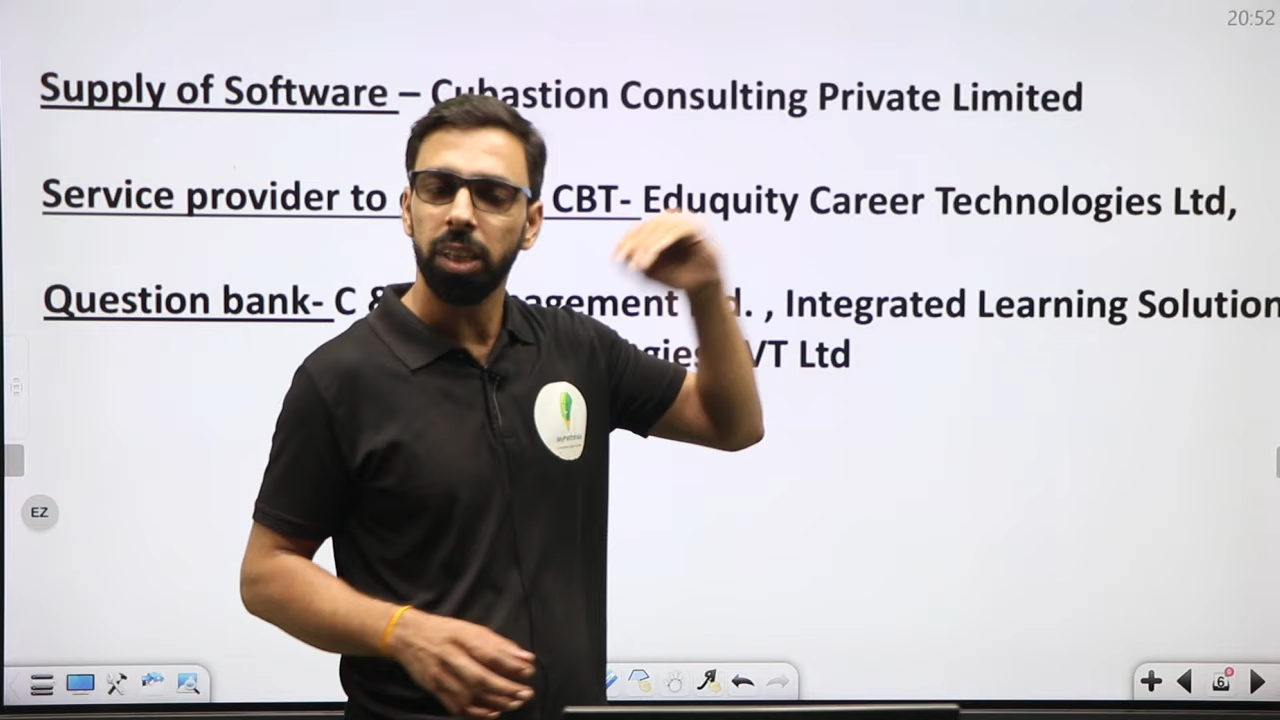 20:52
Supply of Software – Cubastion Consulting Private Limited
Service provider to CBT- Eduquity Career Technologies Ltd,
Question bank- C & , Integrated Learning Solution
VT Ltd
EZ
6